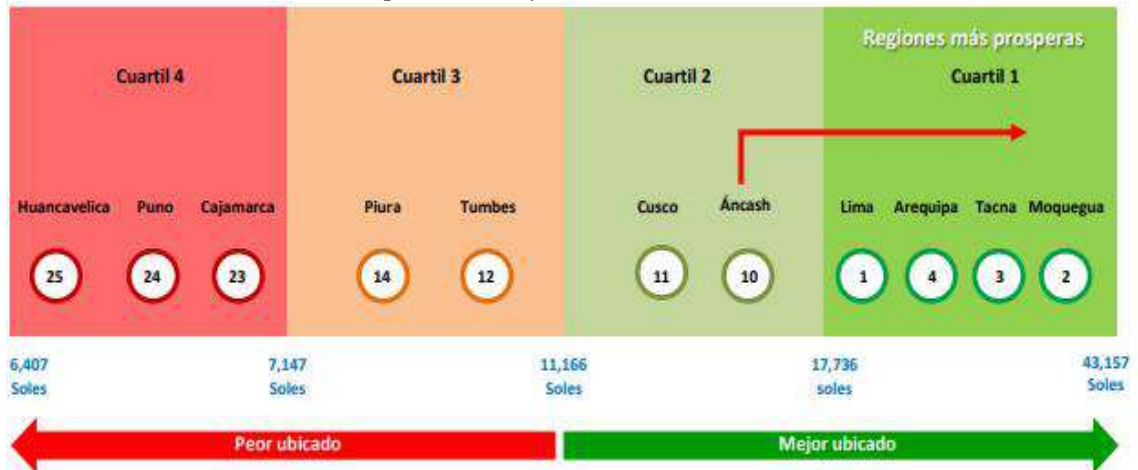 Regiones más prosperas
Cuartil 4
Cuartil 3
Cuartil 2
Cuartil 1
Huancavelica
Puno
Cajamarca
Piura
Tumbes
Cusco
Áncash
Lima
Arequipa
Tacna
Moquegua
25
24
23
14
12
11
10
1
4
3
2
6,407
Soles
7,147
Soles
11,166
Soles
17,736
soles
43,157
Soles
Peor ubicado
Mejor ubicado